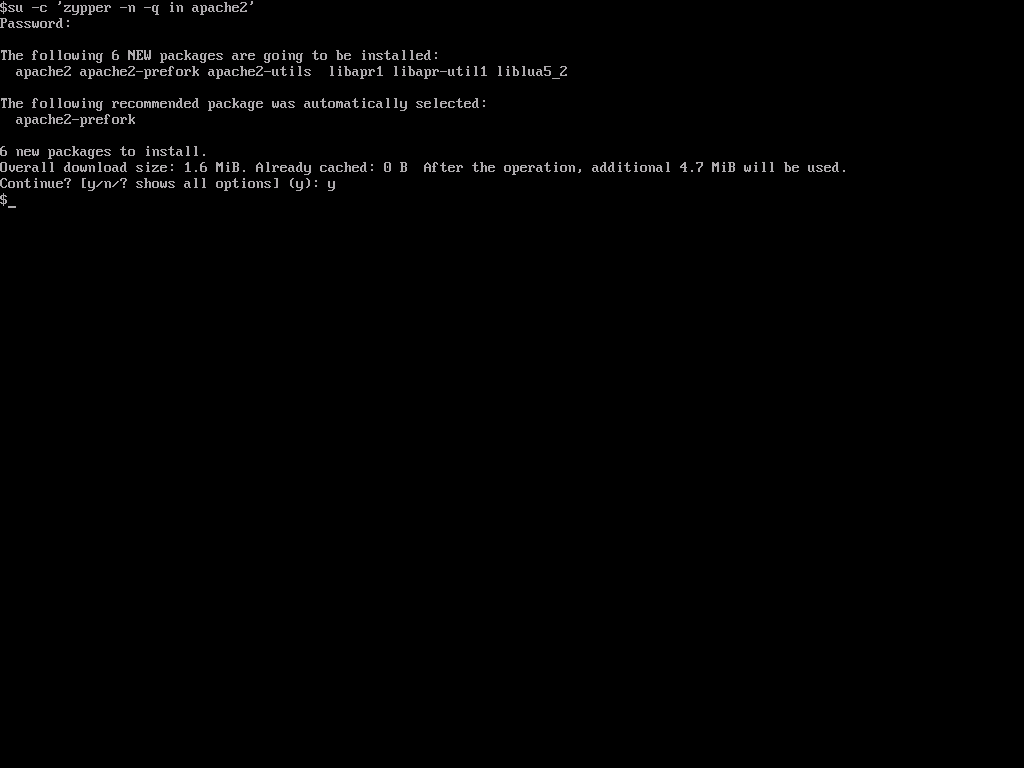 $su -c 'zypper -n -q in apache2'
Password:
The following 6 NEW packages are going to be installed:
  apache2 apache2-prefork apache2-utils  libapr1 libapr-util1 liblua5_2
The following recommended package was automatically selected:
  apache2-prefork
6 new packages to install.
Overall download size: 1.6 MiB. Already cached: 0 B  After the operation, additional 4.7 MiB will be used.
Continue? [y/n/? shows all options] (y): y
$_